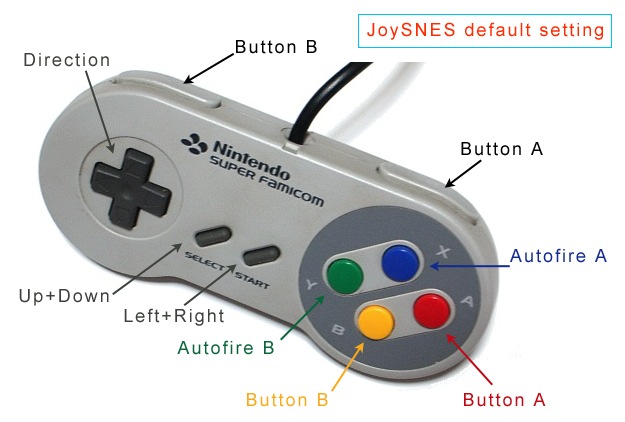 JoySNES default setting
Button B
Direction
Button A
Nintendo
SUPER FAMICOM
X
Autofire A
SELECT
START
Y
A
Up+Down
Left+Right
B
Autofire B
Button B
Button A